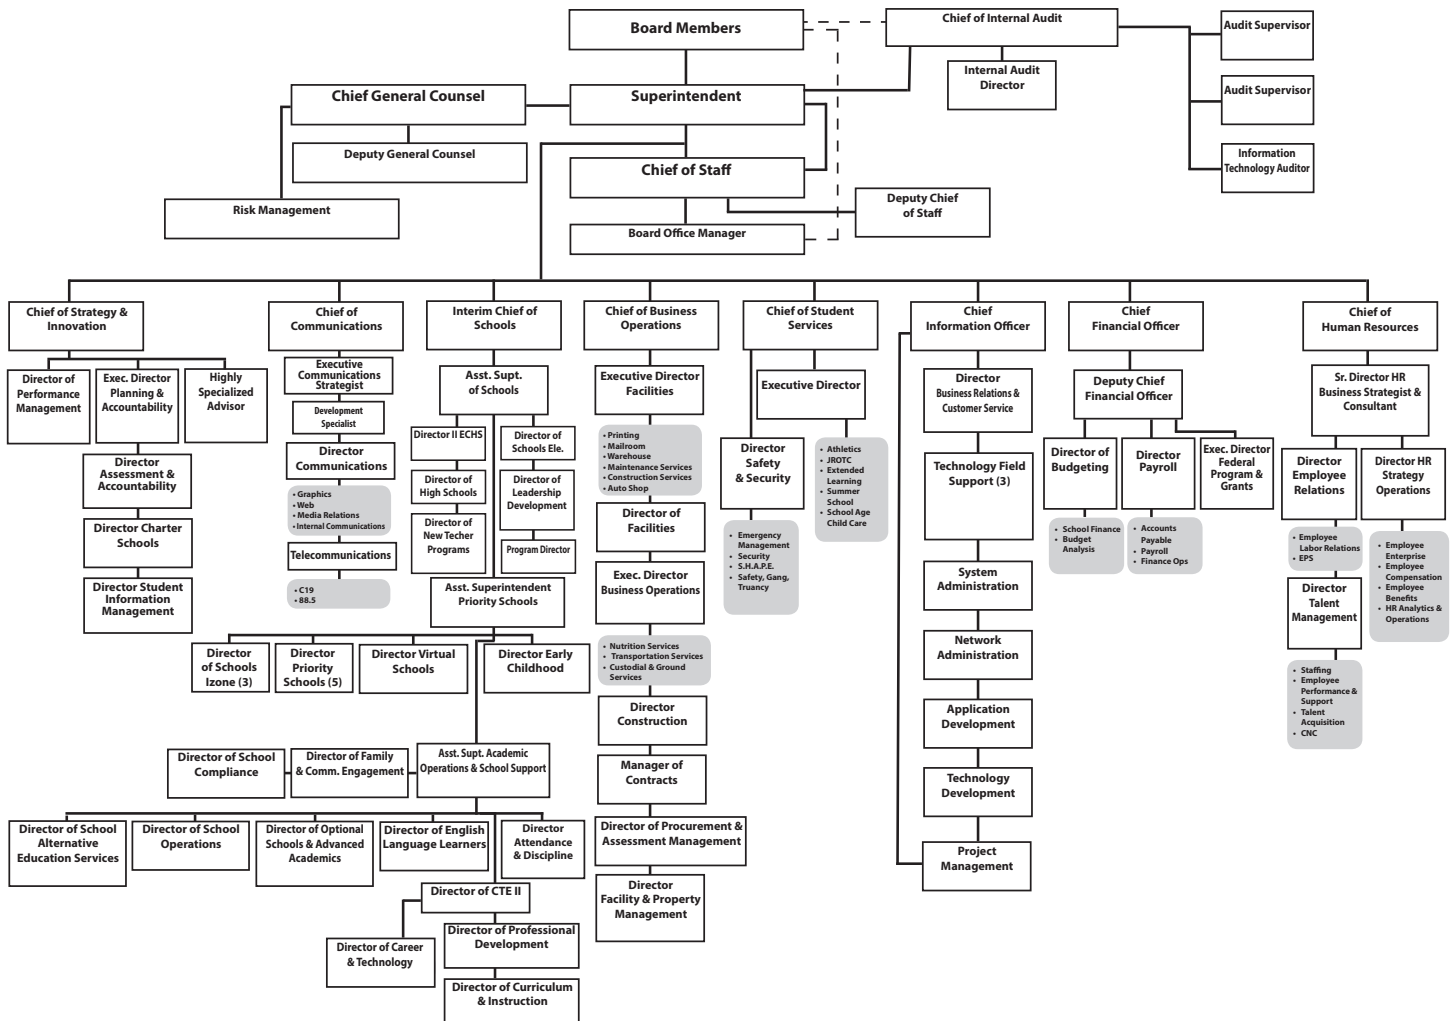 Board Members
Chief of Internal Audit
Audit Supervisor
Internal Audit
Director
Audit Supervisor
Information
Technology Auditor
Chief General Counsel
Superintendent
Deputy General Counsel
Chief of Staff
Risk Management
Deputy Chief
of Staff
Board Office Manager
Chief of Strategy &
Innovation
Director of
Performance
Management
Exec. Director
Planning &
Accountability
Highly
Specialized
Advisor
Director
Assessment &
Accountability
Director Charter
Schools
Director Student
Information
Management
Chief of
Communications
Executive
Communications
Strategist
Development
Specialist
Director
Communications
• Graphics
• Web
• Media Relations
• Internal Communications
Telecommunications
• C19
• 88.5
Interim Chief of
Schools
Asst. Supt.
of Schools
Director II ECHS
Director of
High Schools
Director of
New Techer
Programs
Director of
Schools Ele.
Director of
Leadership
Development
Program Director
Asst. Superintendent
Priority Schools
Director
of Schools
Izone (3)
Director
Priority
Schools (5)
Director Virtual
Schools
Director Early
Childhood
Director of School
Compliance
Director of Family
& Comm. Engagement
Asst. Supt. Academic
Operations & School Support
Director of School
Alternative
Education Services
Director of School
Operations
Director of Optional
Schools & Advanced
Academics
Director of English
Language Learners
Director
Attendance
& Discipline
Director of CTE II
Director of Career
& Technology
Director of Professional
Development
Director of Curriculum
& Instruction
Chief of Business
Operations
Executive Director
Facilities
• Printing
• Mailroom
• Warehouse
• Maintenance Services
• Construction Services
• Auto Shop
Director of
Facilities
Exec. Director
Business Operations
• Nutrition Services
• Transportation Services
• Custodial & Ground
Services
Director
Construction
Manager of
Contracts
Director of Procurement &
Assessment Management
Director
Facility & Property
Management
Chief of Student
Services
Executive Director
Director
Safety
& Security
• Emergency
Management
• Security
• S.H.A.P.E.
• Safety, Gang,
Truancy
• Athletics
• JROTC
• Extended
Learning
• Summer
School
• School Age
Child Care
Chief
Information Officer
Director
Business Relations &
Customer Service
Technology Field
Support (3)
System
Administration
Network
Administration
Application
Development
Technology
Development
Project
Management
Chief
Financial Officer
Deputy Chief
Financial Officer
Director of
Budgeting
Director
Payroll
Exec. Director
Federal
Program &
Grants
• School Finance
• Budget
Analysis
• Accounts
Payable
• Payroll
• Finance Ops
Chief of
Human Resources
Sr. Director HR
Business Strategist &
Consultant
Director
Employee
Relations
Director HR
Strategy
Operations
• Employee
Labor Relations
• EPS
Director
Talent
Management
• Staffing
• Employee
Performance &
Support
• Talent
Acquisition
• CNC
• Employee
Enterprise
• Employee
Compensation
• Employee
Benefits
• HR Analytics &
Operations